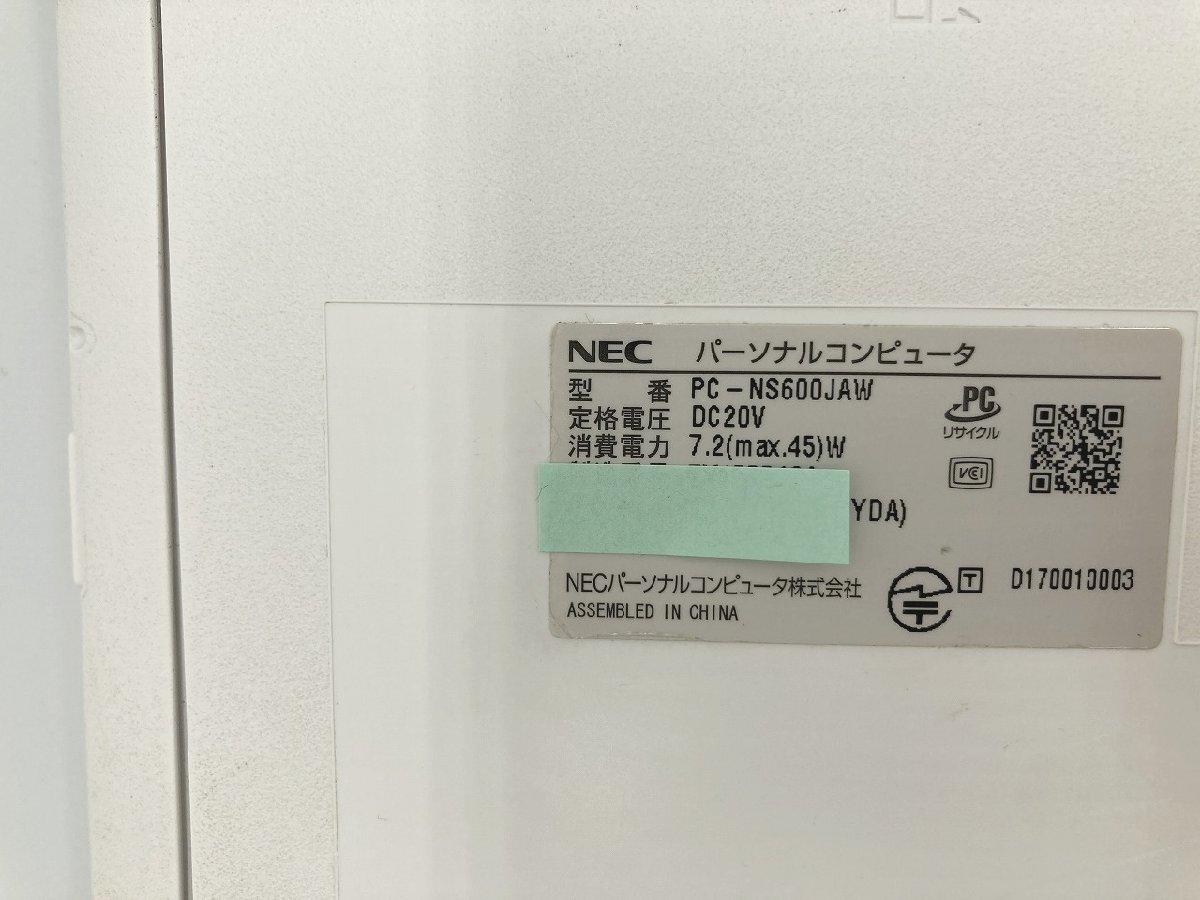 NEC パーソナルコンピュータ
型 番 PC-NS600JAW
定格電圧 DC20V
消費電力 7.2(max.45)W
PC
リサイクル
VCCI
YDA)
NECパーソナルコンピュータ株式会社
T D170010003
ASSEMBLED IN CHINA